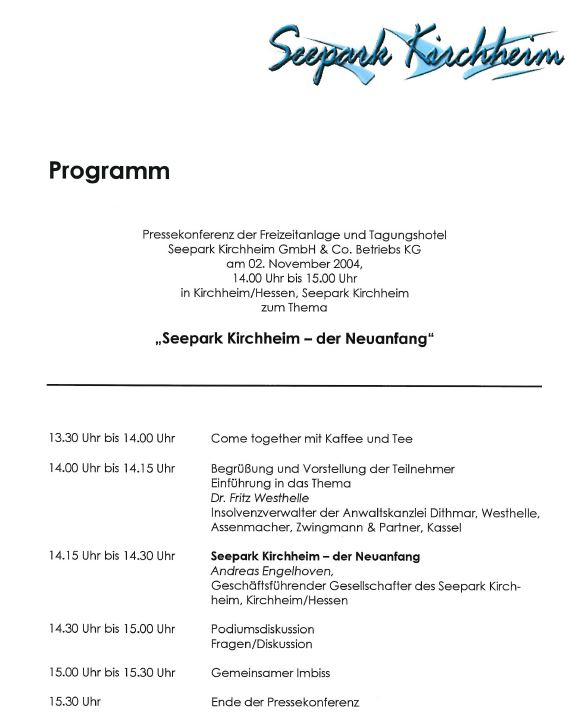 Seepark Kirchheim
Programm
Pressekonferenz der Freizeitanlage und Tagungshotel
Seepark Kirchheim GmbH & Co. Betriebs KG
am 02. November 2004,
14.00 Uhr bis 15.00 Uhr
in Kirchheim/Hessen, Seepark Kirchheim
zum Thema
„Seepark Kirchheim – der Neuanfang“
13.30 Uhr bis 14.00 Uhr Come together mit Kaffee und Tee
14.00 Uhr bis 14.15 Uhr Begrüßung und Vorstellung der Teilnehmer
Einführung in das Thema
Dr. Fritz Westhelle
Insolvenzverwalter der Anwaltskanzlei Dithmar, Westhelle,
Assenmacher, Zwingmann & Partner, Kassel
14.15 Uhr bis 14.30 Uhr Seepark Kirchheim – der Neuanfang
Andreas Engelhoven,
Geschäftsführender Gesellschafter des Seepark Kirch-
heim, Kirchheim/Hessen
14.30 Uhr bis 15.00 Uhr Podiumsdiskussion
Fragen/Diskussion
15.00 Uhr bis 15.30 Uhr Gemeinsamer Imbiss
15.30 Uhr Ende der Pressekonferenz